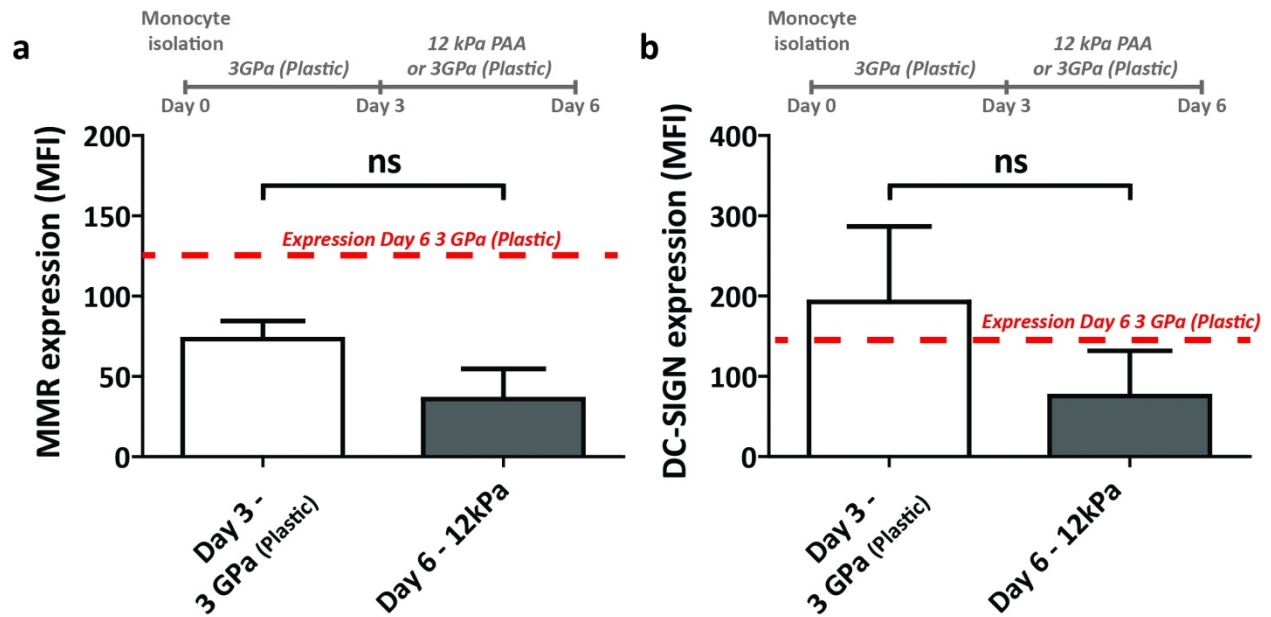 a
Monocyte
isolation
3GPa (Plastic)
12 kPa PAA
or 3GPa (Plastic)
Day 0
Day 3
Day 6
MMR expression (MFI)
200
150
100
50
0
ns
Expression Day 6 3 GPa (Plastic)
Day 3 -
3 GPa (Plastic)
Day 6 - 12kPa
b
Monocyte
isolation
3GPa (Plastic)
12 kPa PAA
or 3GPa (Plastic)
Day 0
Day 3
Day 6
DC-SIGN expression (MFI)
400
300
200
100
0
ns
Expression Day 6 3 GPa (Plastic)
Day 3 -
3 GPa (Plastic)
Day 6 - 12kPa